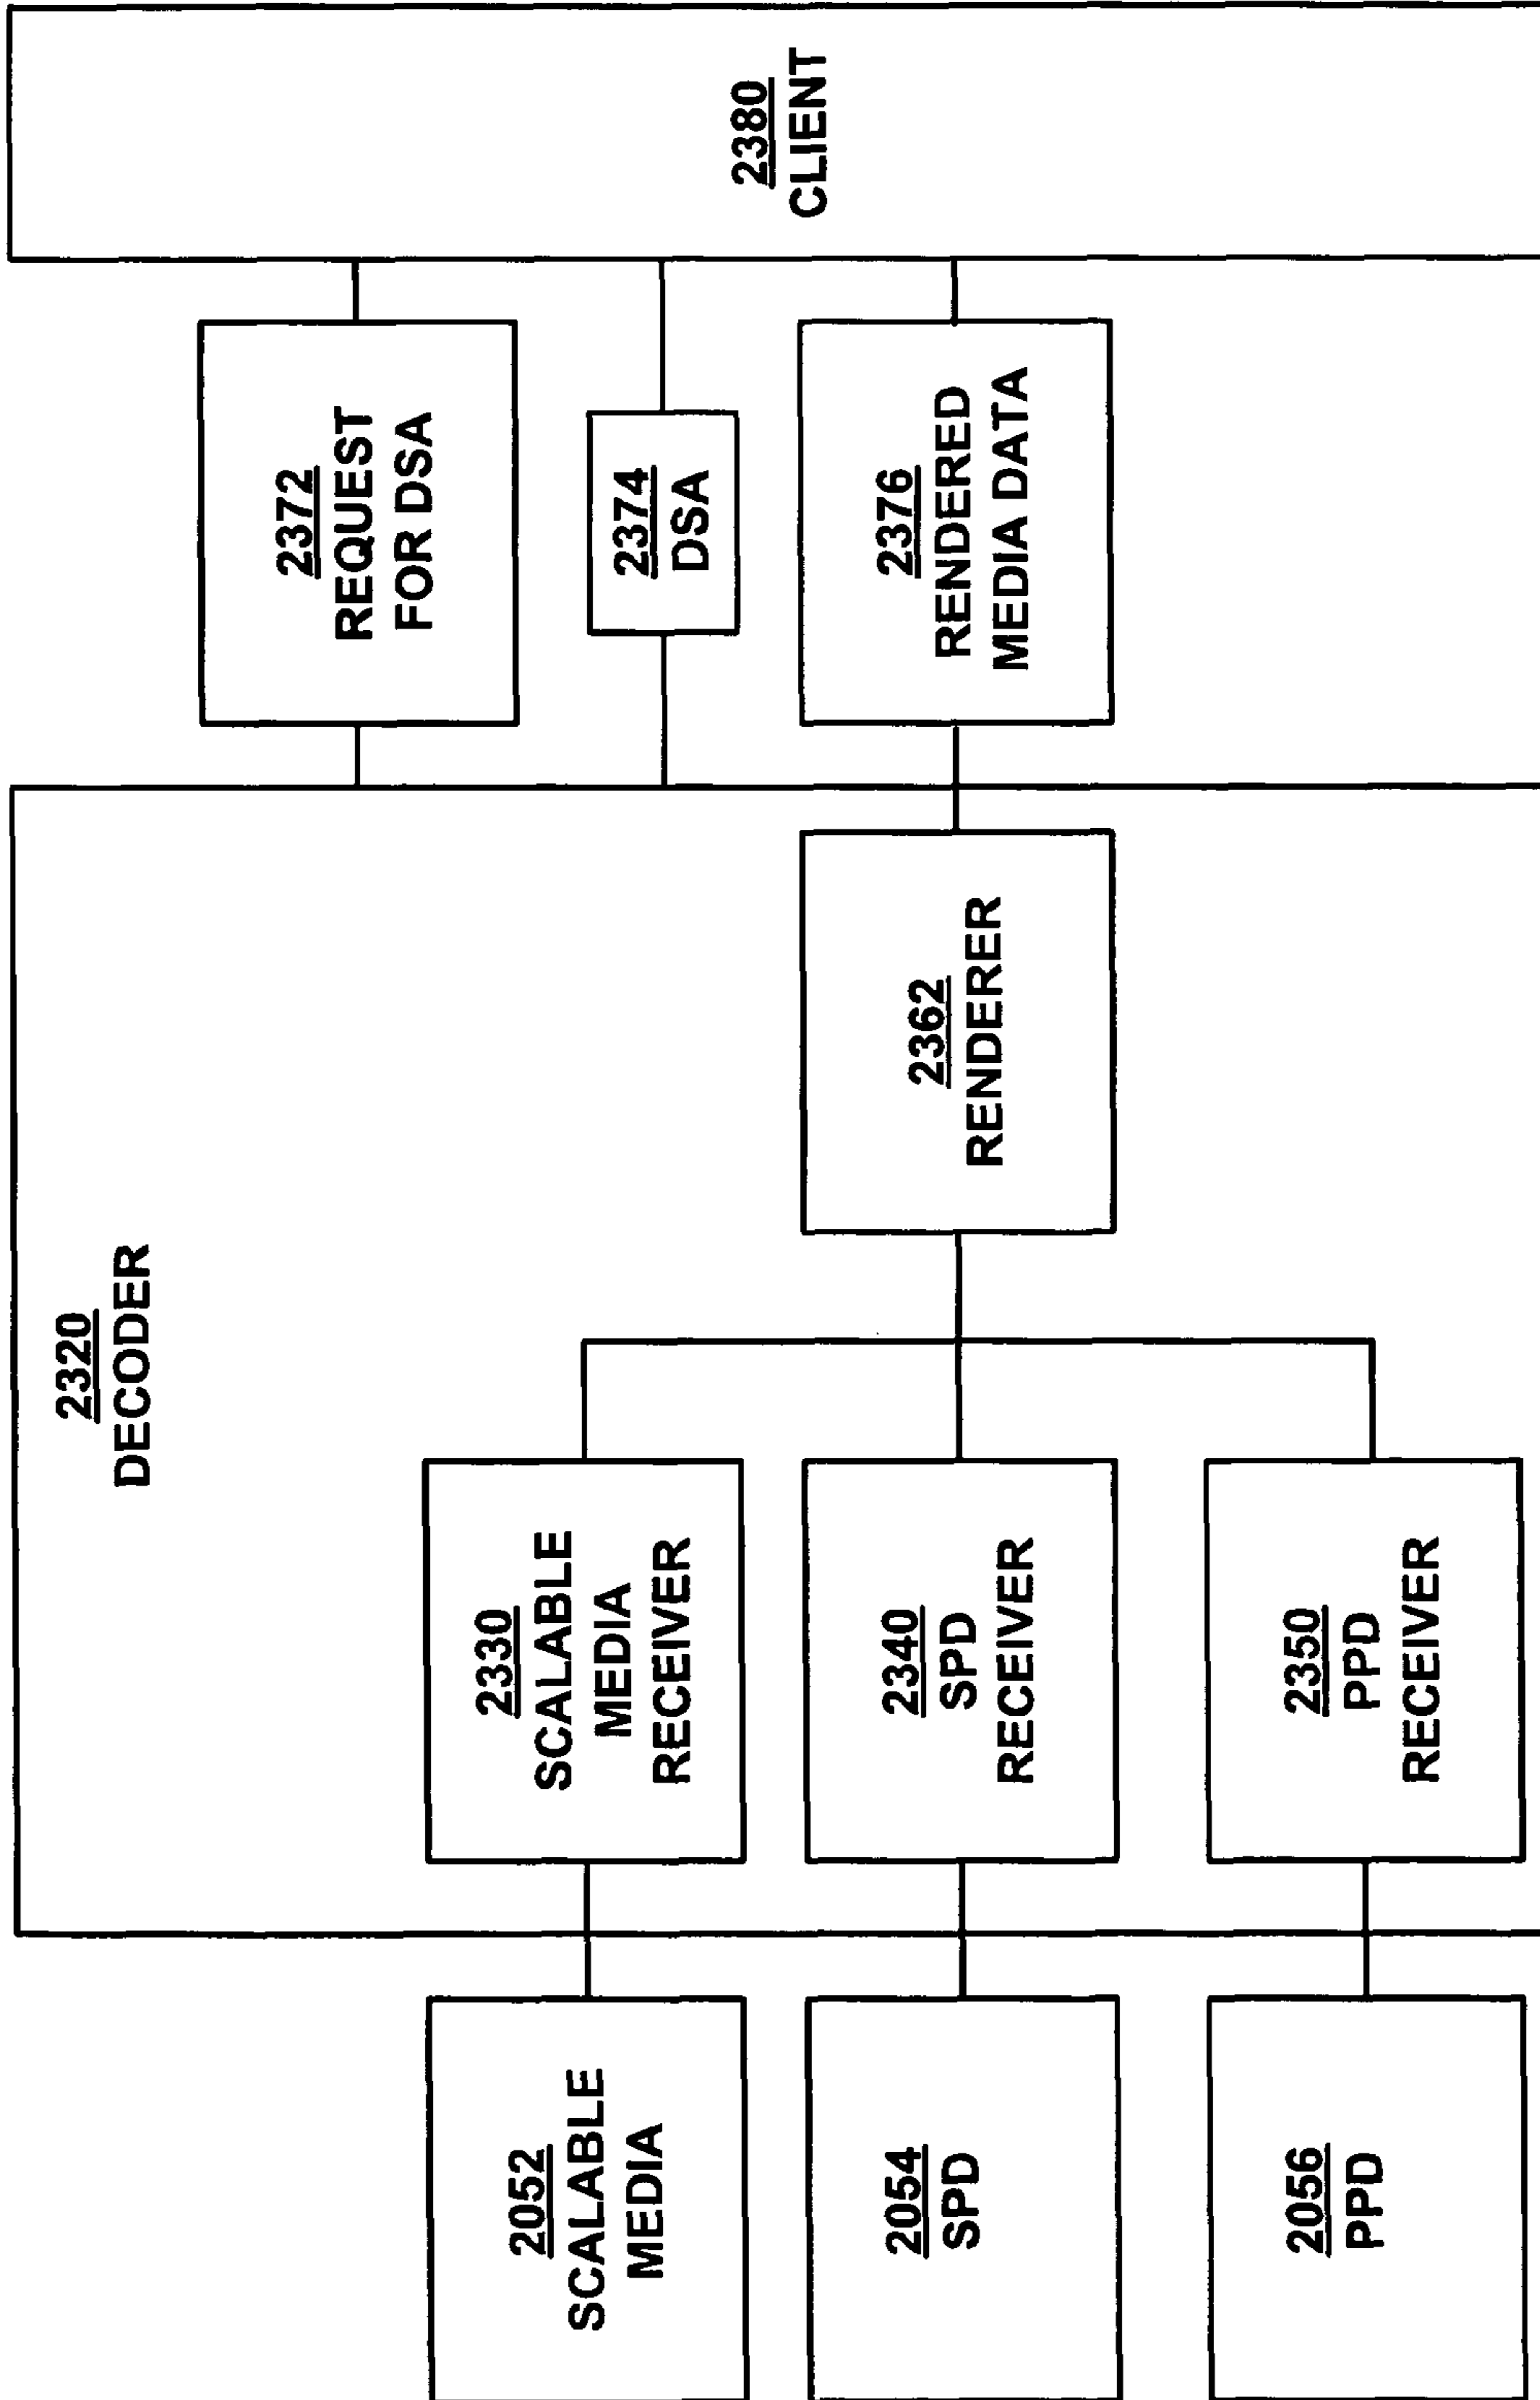 2320
DECODER
2052
SCALABLE
MEDIA
2330
SCALABLE
MEDIA
RECEIVER
2372
REQUEST
FOR DSA
2374
DSA
2054
SPD
2340
SPD
RECEIVER
2362
RENDERER
2376
RENDERED
MEDIA DATA
2380
CLIENT
2056
PPD
2350
PPD
RECEIVER